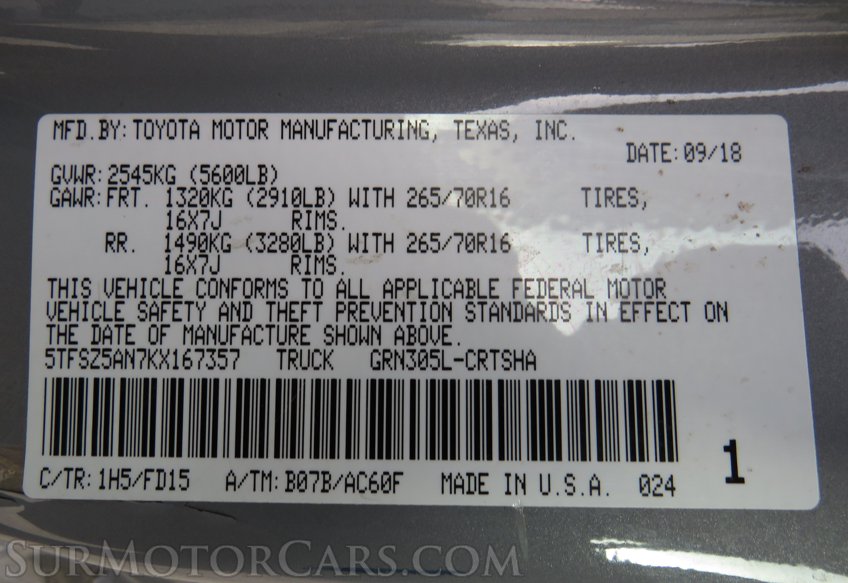 MFD.BY: TOYOTA MOTOR MANUFACTURING, TEXAS, INC.
DATE: 09/18
GVWR: 2545KG (5600LB)
GAWR: FRT. 1320KG (2910LB) WITH 265/70R16 TIRES,
16X7J RIMS.
RR. 1490KG (3280LB) WITH 265/70R16 TIRES,
16X7J RIMS.
THIS VEHICLE CONFORMS TO ALL APPLICABLE FEDERAL MOTOR
VEHICLE SAFETY AND THEFT PREVENTION STANDARDS IN EFFECT ON
THE DATE OF MANUFACTURE SHOWN ABOVE.
5TFSZ5AN7KX167357 TRUCK GRN305L-CRTSHA
1
C/TR: 1H5/FD15 A/TM: B07B/AC60F MADE IN U.S.A. 024
SURMOTORCARS.COM